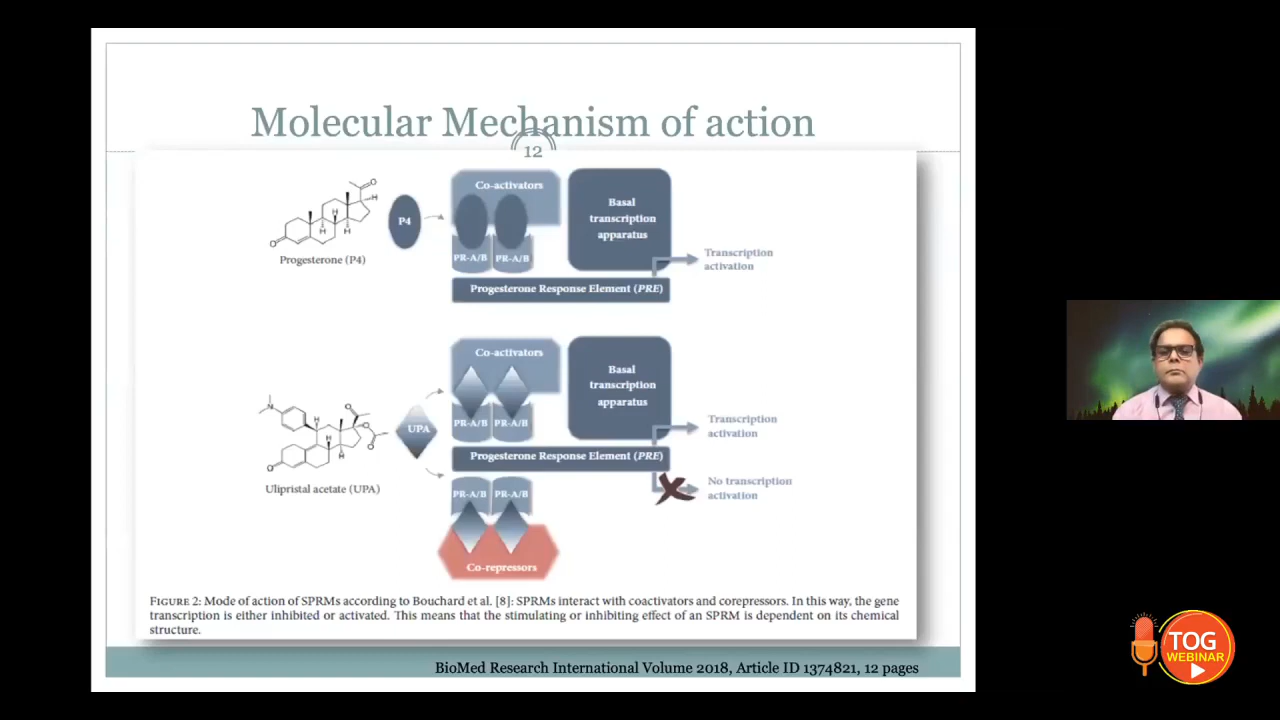 Molecular Mechanism of action
12
Co-activators
Basal
transcription
apparatus
P4
PR-A/B PR-A/B
Progesterone (P4)
Transcription
activation
Progesterone Response Element (PRE)
H
H
H
H
O
O
Co-activators
Basal
transcription
apparatus
N
H
O
O
O
O
H
H
UPA
PR-A/B PR-A/B
Transcription
activation
Progesterone Response Element (PRE)
Ulipristal acetate (UPA)
PR-A/B PR-A/B
No transcription
activation
Co-repressors
FIGURE 2: Mode of action of SPRMs according to Bouchard et al. [8]: SPRMs interact with coactivators and corepressors. In this way, the gene
transcription is either inhibited or activated. This means that the stimulating or inhibiting effect of an SPRM is dependent on its chemical
structure.
BioMed Research International Volume 2018, Article ID 1374821, 12 pages
TOG
WEBINAR